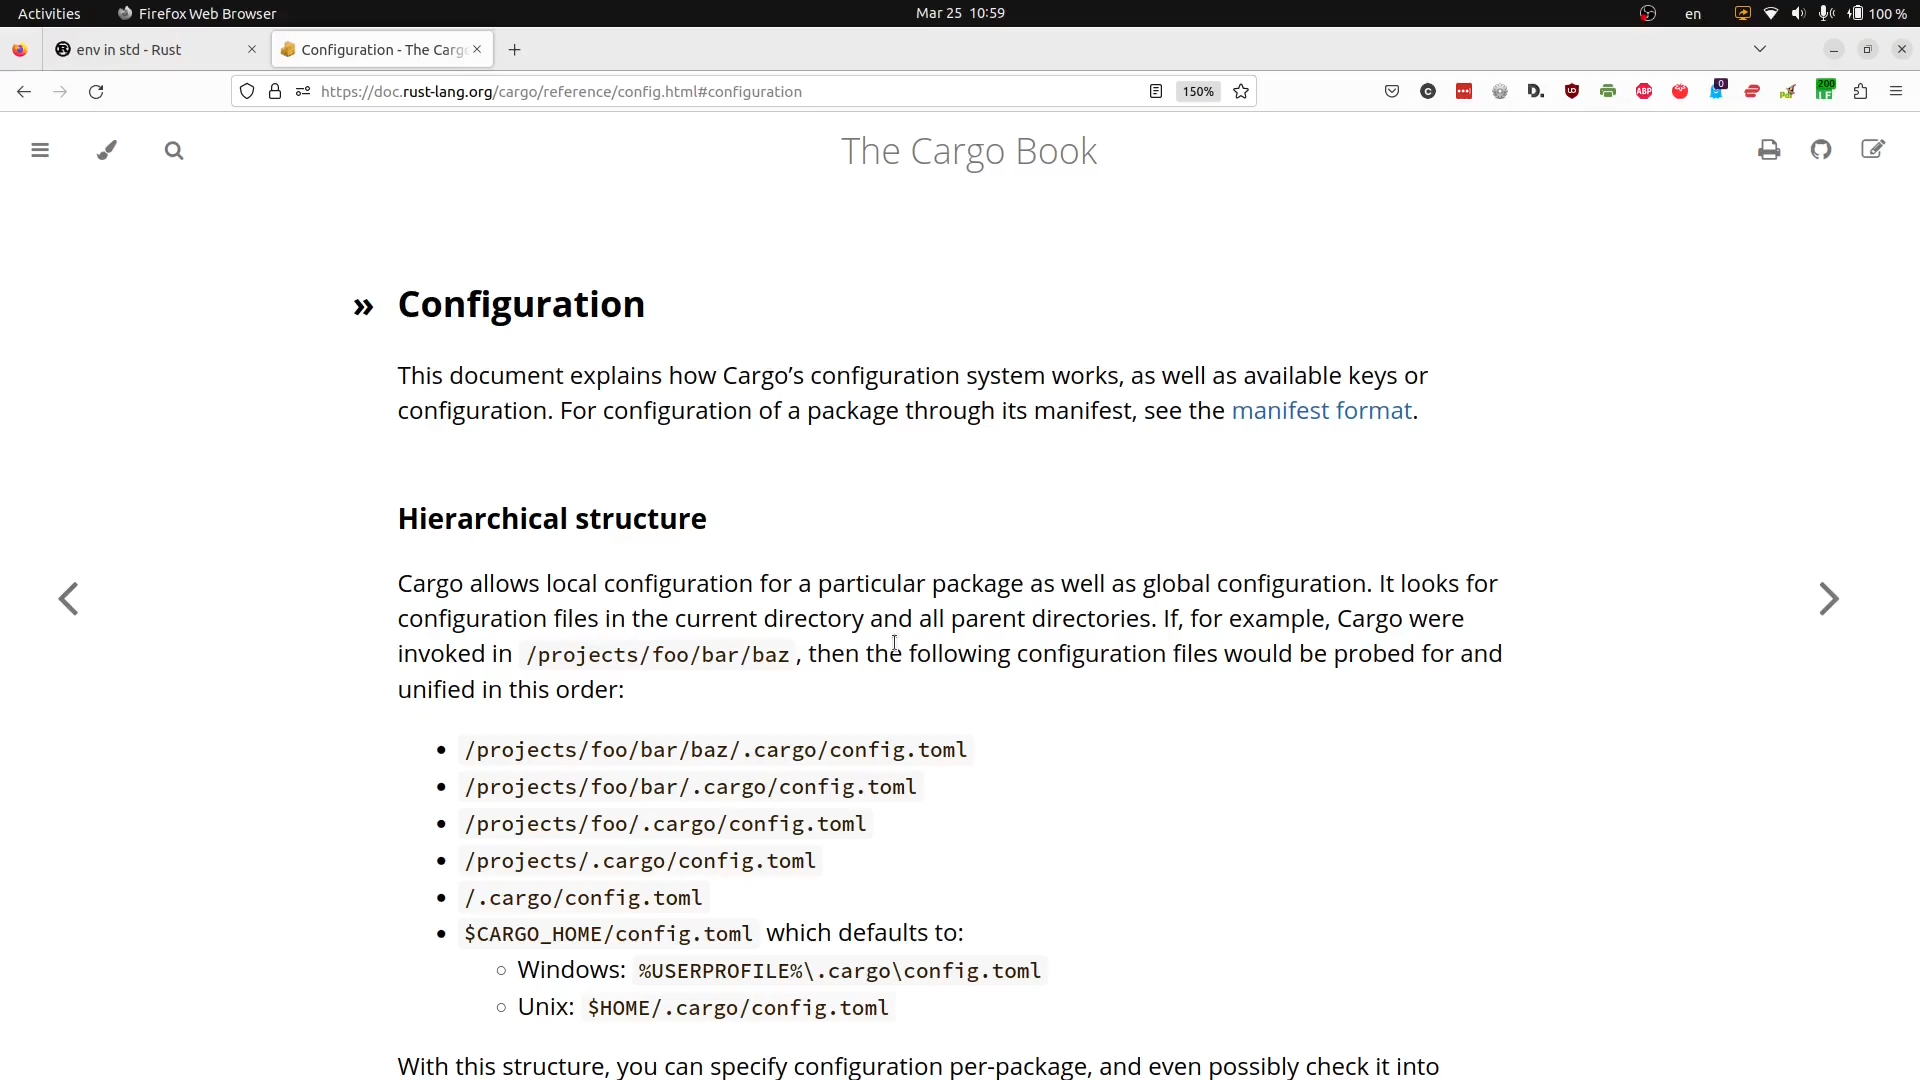 Activities Firefox Web Browser Mar 25 10:59 en 100 %
env in std - Rust Configuration - The Carg
https://doc.rust-lang.org/cargo/reference/config.html#configuration 150% 0 200
The Cargo Book
» Configuration
This document explains how Cargo’s configuration system works, as well as available keys or
configuration. For configuration of a package through its manifest, see the manifest format.
Hierarchical structure
Cargo allows local configuration for a particular package as well as global configuration. It looks for
configuration files in the current directory and all parent directories. If, for example, Cargo were
invoked in /projects/foo/bar/baz, then the following configuration files would be probed for and
unified in this order:
• /projects/foo/bar/baz/.cargo/config.toml
• /projects/foo/bar/.cargo/config.toml
• /projects/foo/.cargo/config.toml
• /projects/.cargo/config.toml
• /.cargo/config.toml
• $CARGO_HOME/config.toml which defaults to:
○ Windows: %USERPROFILE%\.cargo\config.toml
○ Unix: $HOME/.cargo/config.toml
With this structure, you can specify configuration per-package, and even possibly check it into